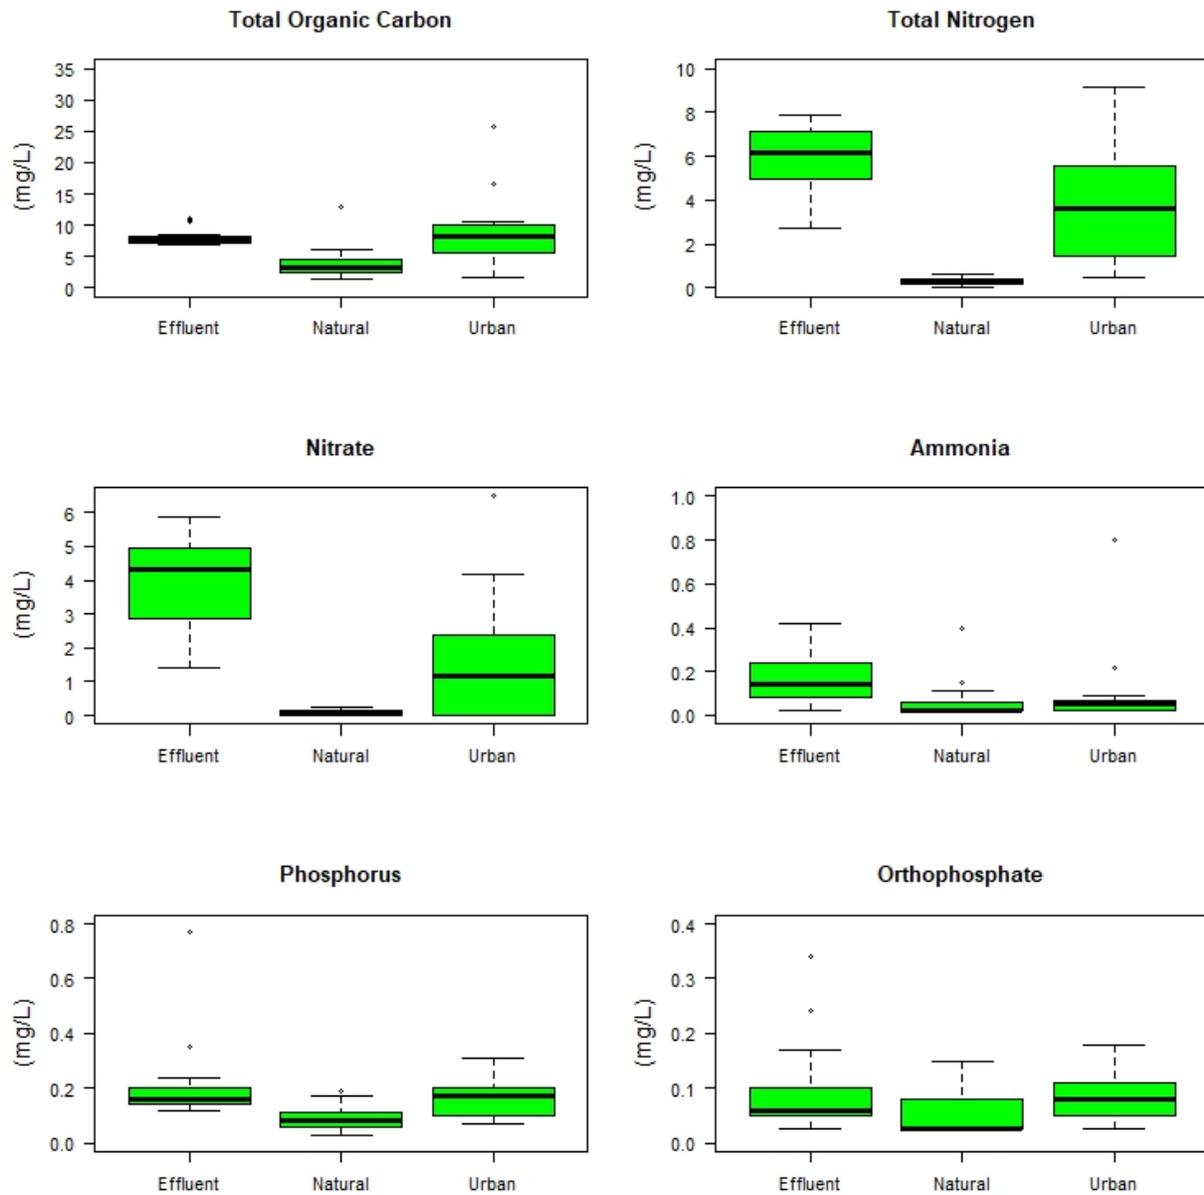 Total Organic Carbon
35
30
25
20
15
10
5
0
(mg/L)
Effluent Natural Urban
Total Nitrogen
10
8
6
4
2
0
(mg/L)
Effluent Natural Urban
Nitrate
6
5
4
3
2
1
0
(mg/L)
Effluent Natural Urban
Ammonia
1.0
0.8
0.6
0.4
0.2
0.0
Effluent Natural Urban
Phosphorus
0.8
0.6
0.4
0.2
0.0
(mg/L)
Effluent Natural Urban
Orthophosphate
0.4
0.3
0.2
0.1
0.0
(mg/L)
Effluent Natural Urban